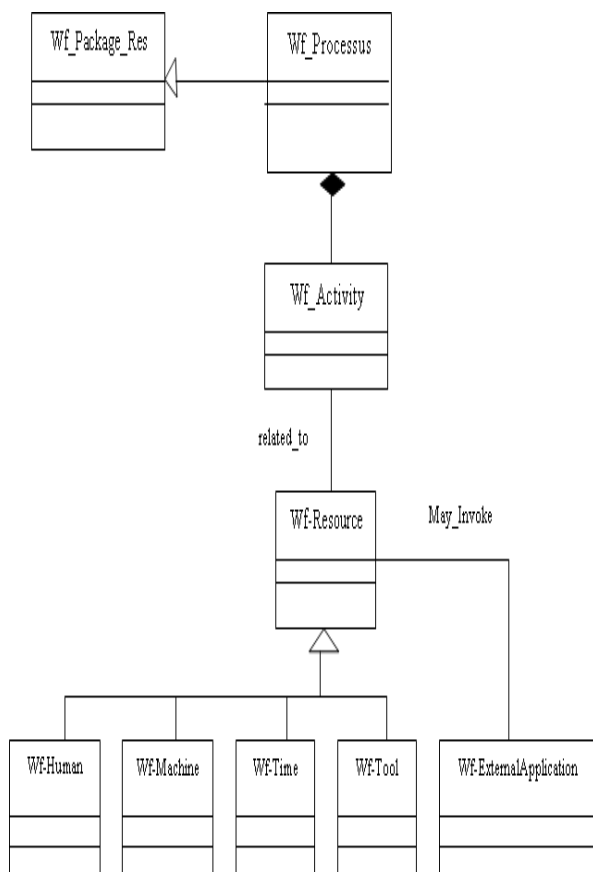 Wf_Package_Res
Wf_Processus
Wf_Activity
related_to
Wf-Resource
May_Invoke
Wf-Human
Wf-Machine
Wf-Time
Wf-Tool
Wf-ExternalApplication